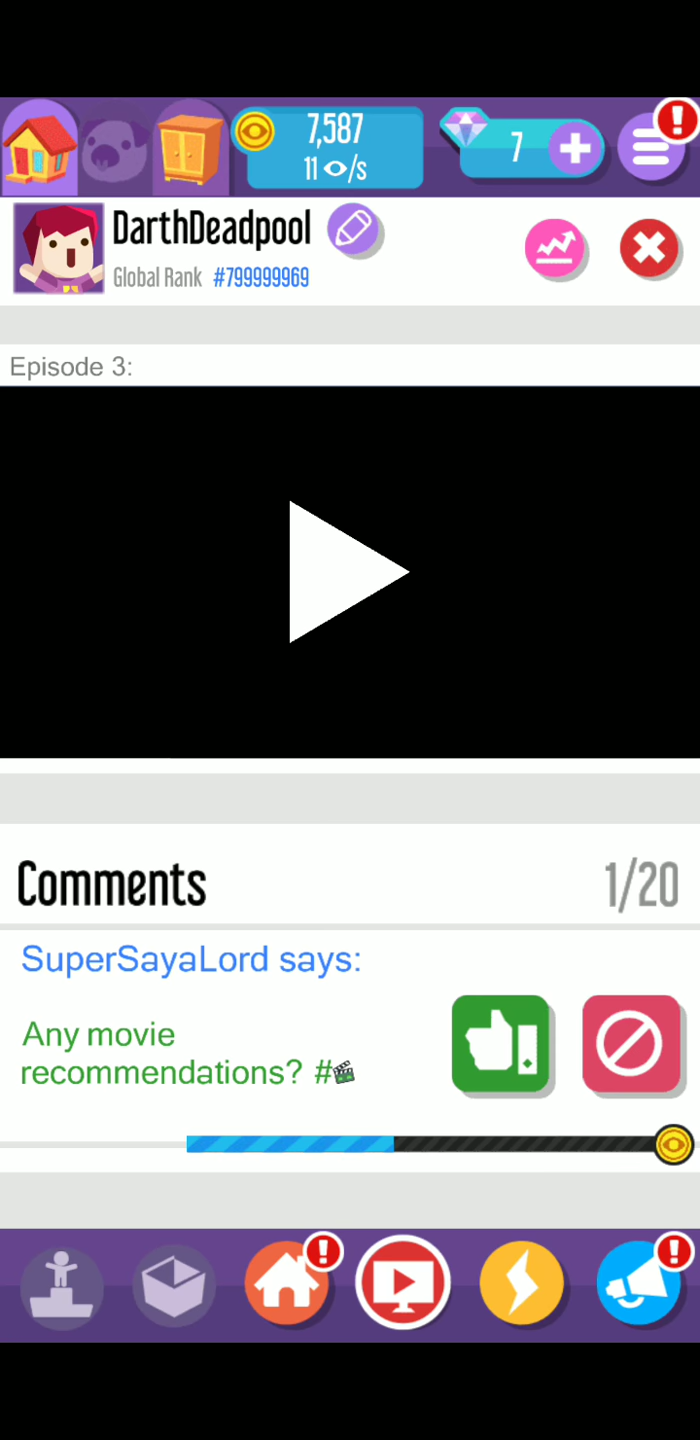 7,587
11 /s
7
DarthDeadpool
Global Rank #799999969
Episode 3:
Comments 1/20
SuperSayaLord says:
Any movie
recommendations? #🎬